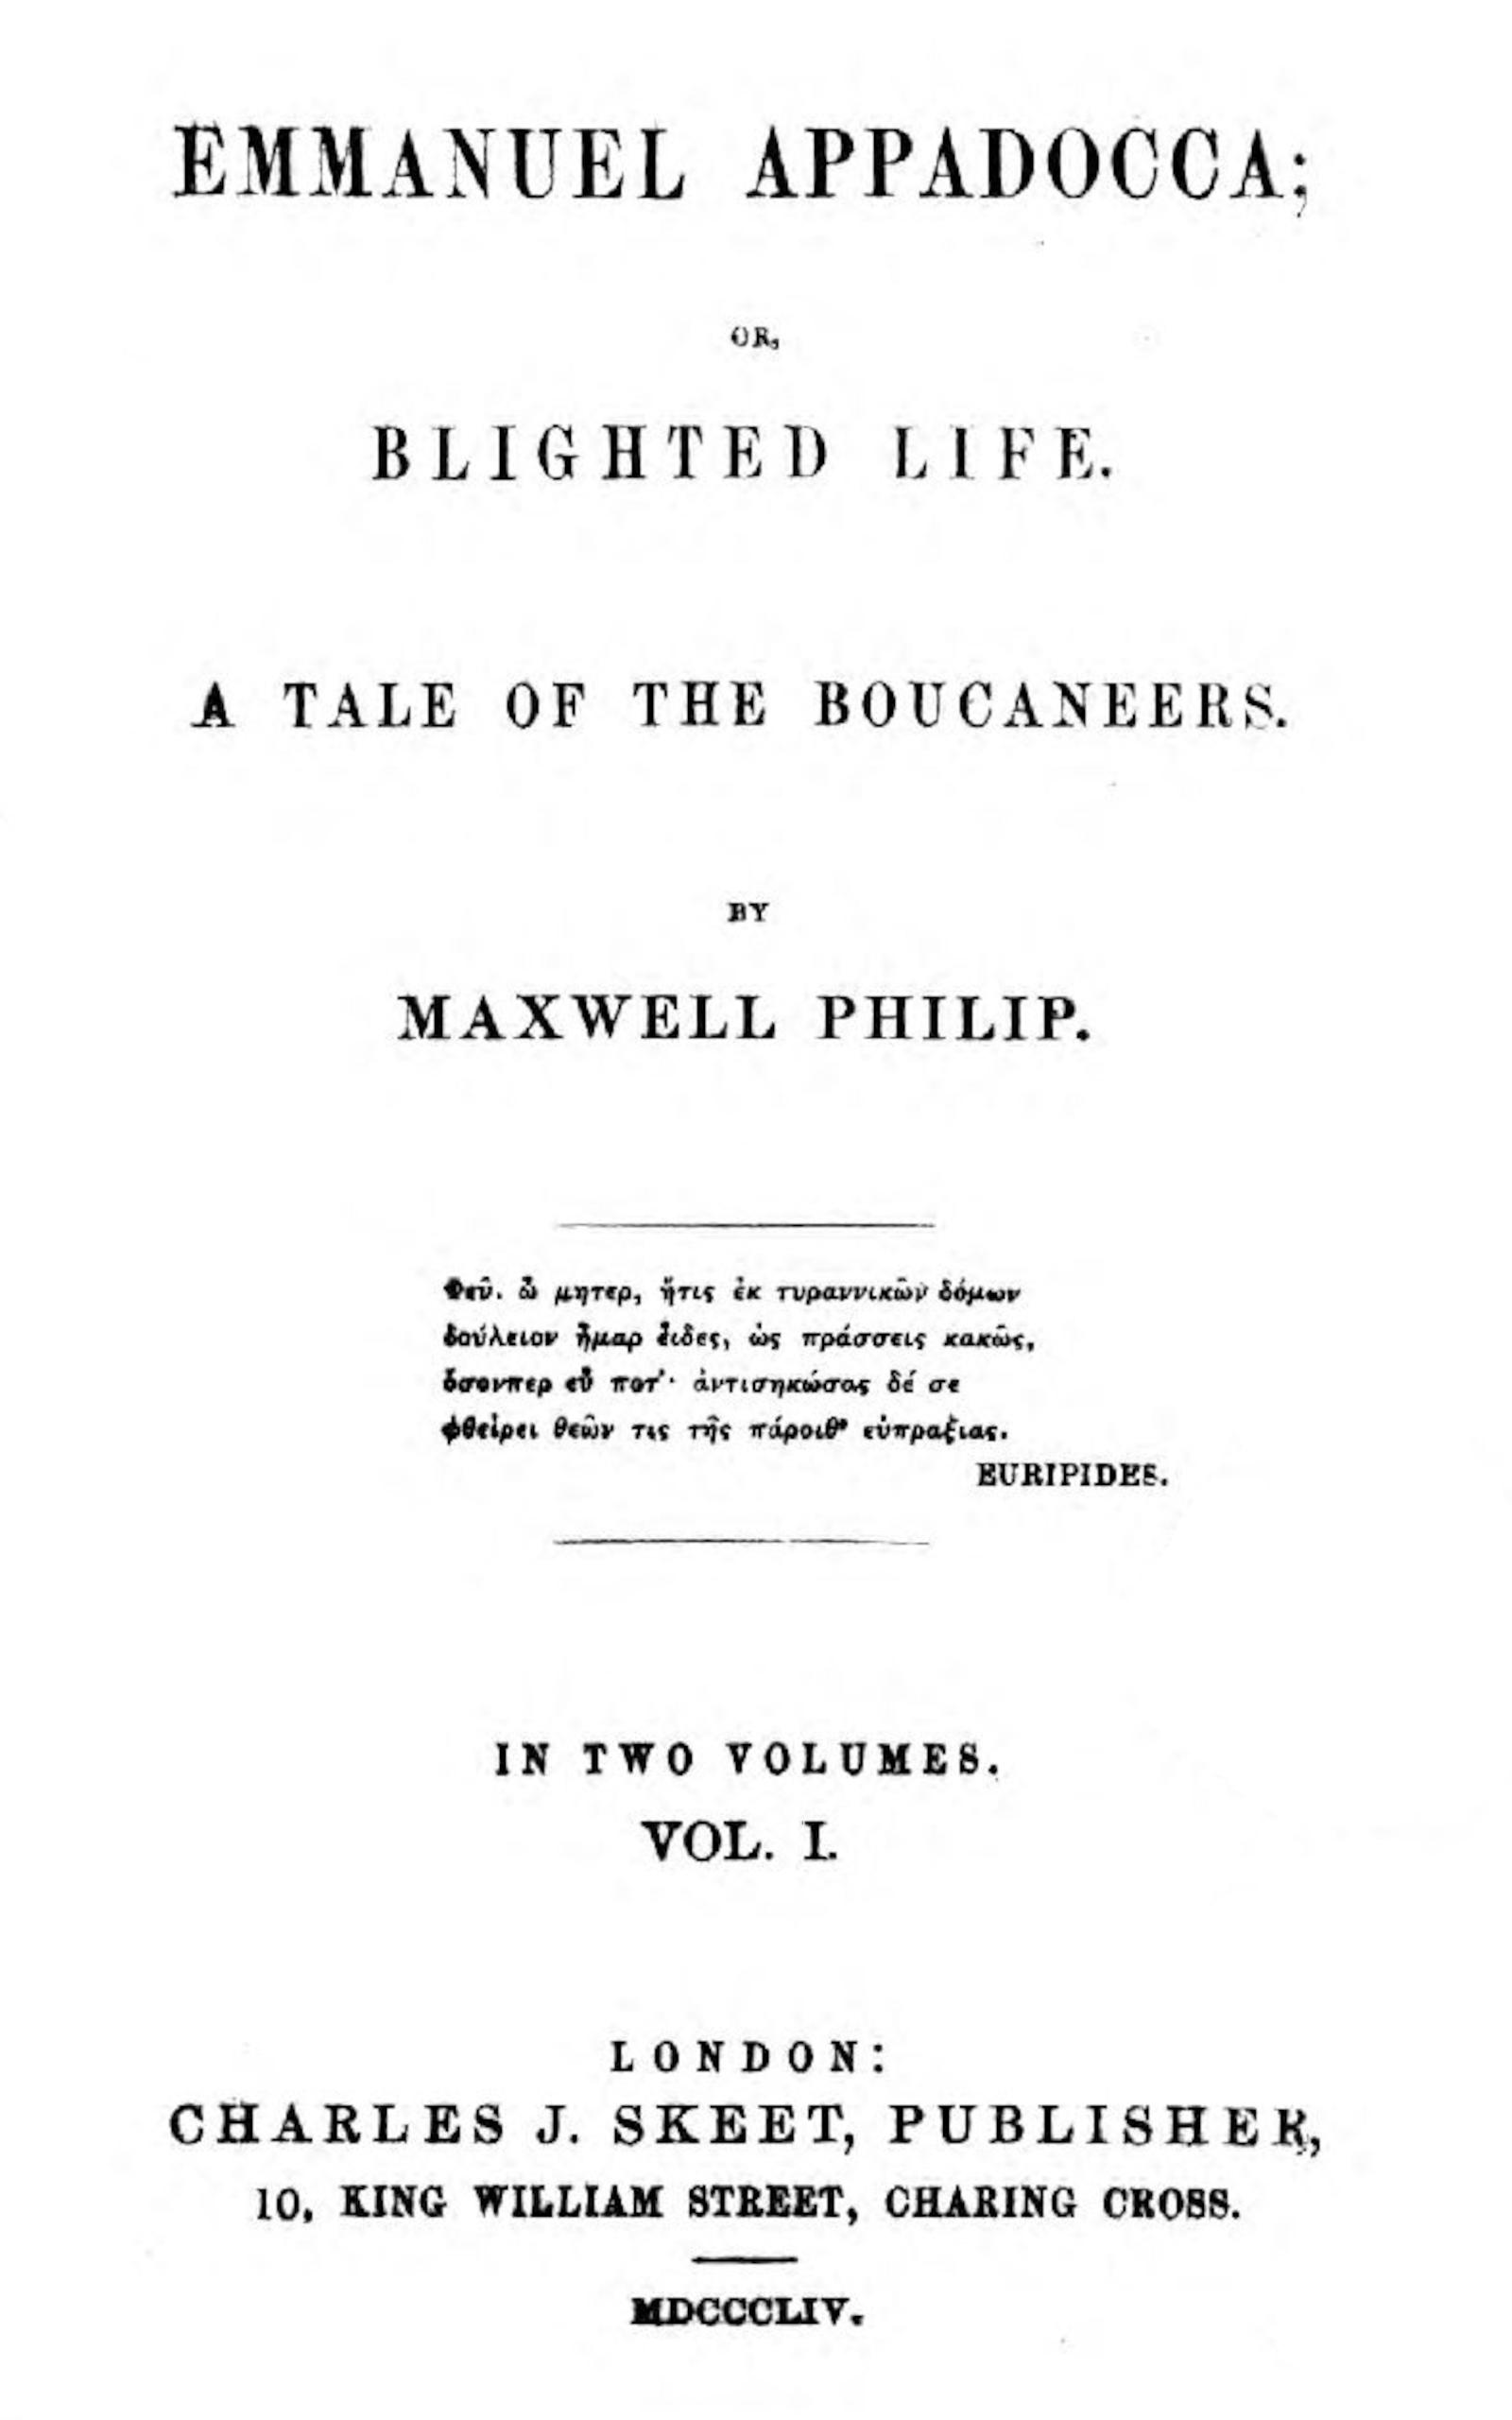 EMMANUEL APPADOCCA;
OR,
BLIGHTED LIFE.
A TALE OF THE BOUCANEERS.
BY
MAXWELL PHILIP.
Φεῦ. ὦ μητερ, ἥτις ἐκ τυραννικῶν δόμων
δούλειον ἦμαρ ἐιδες, ὡς πράσσεις κακῶς,
ὅσονπερ εὖ ποτ'· ἀντισηκώσας δέ σε
φθείρει θεῶν τις τῆς πάροιθ' εὐπραξιας.
EURIPIDES.
IN TWO VOLUMES.
VOL. I.
LONDON:
CHARLES J. SKEET, PUBLISHER,
10, KING WILLIAM STREET, CHARING CROSS.
MDCCCLIV.